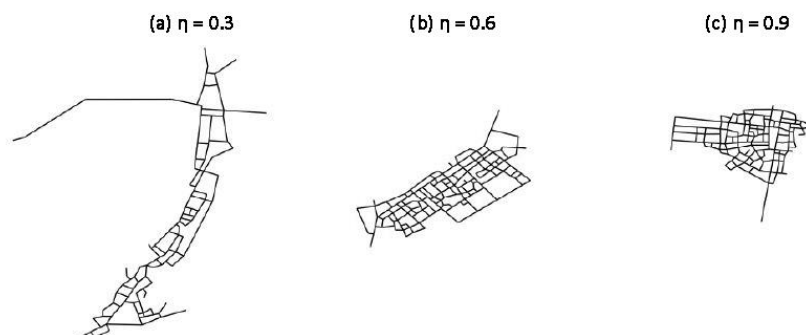 (a) η = 0.3
(b) η = 0.6
(c) η = 0.9